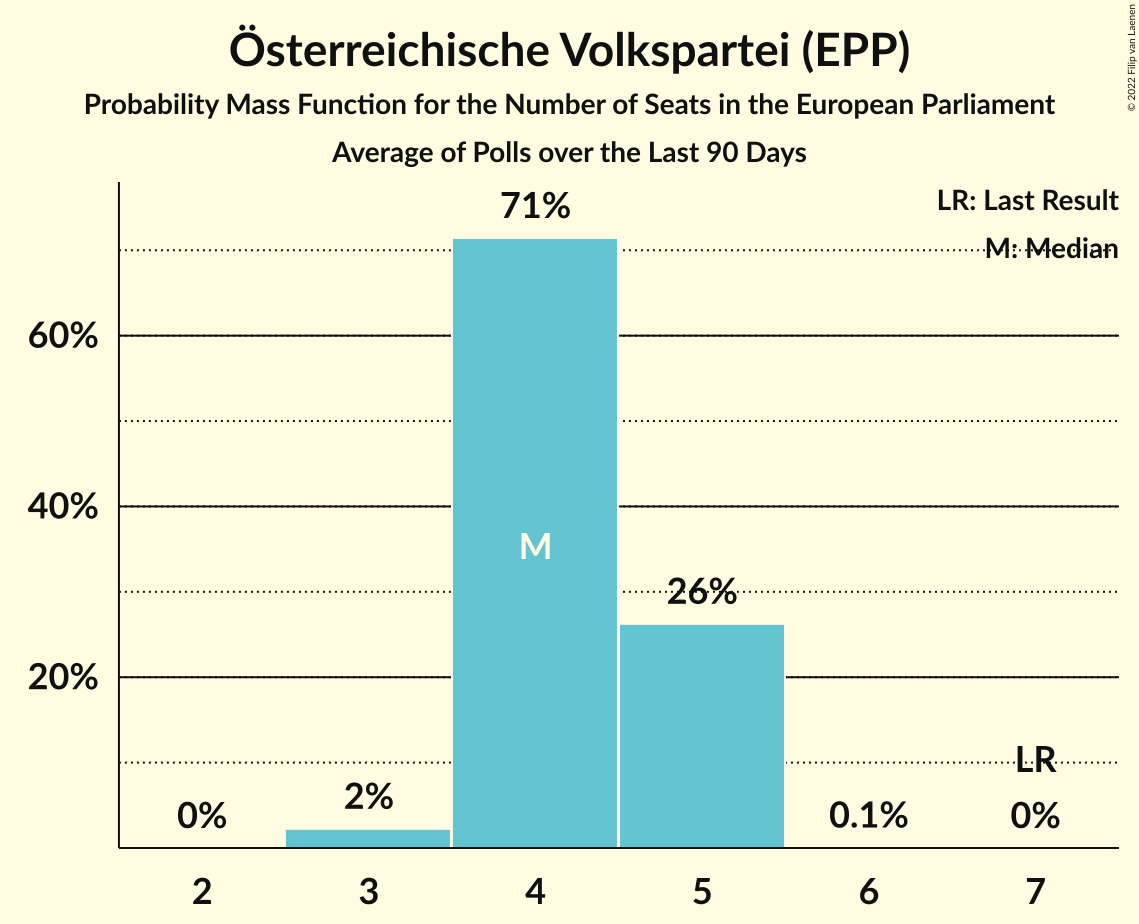 Österreichische Volkspartei (EPP)
Probability Mass Function for the Number of Seats in the European Parliament
Average of Polls over the Last 90 Days
© 2022 Filip van Laenen
LR: Last Result
M: Median
71%
60%
40%
M
26%
20%
LR
0%
2%
0.1%
0%
2
3
4
5
6
7